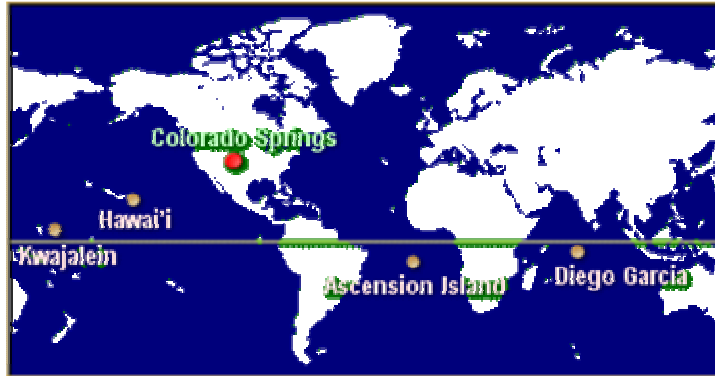 Colorado Springs
Hawai'i
Kwajalein
Ascension Island
Diego Garcia